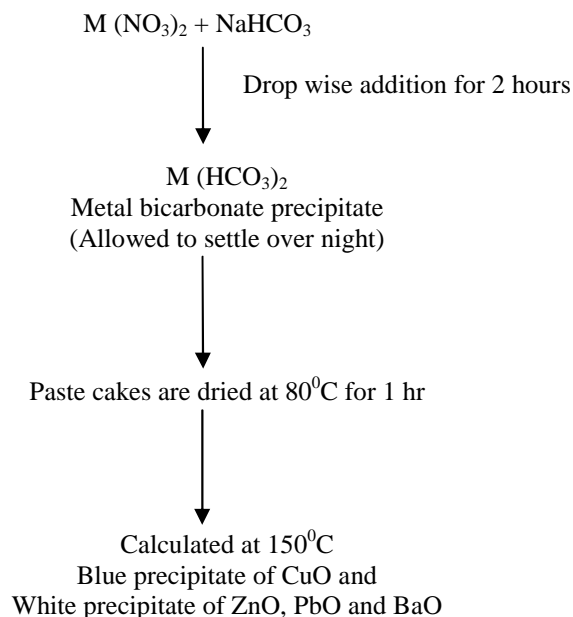 M (NO₃)₂ + NaHCO₃
Drop wise addition for 2 hours
M (HCO₃)₂
Metal bicarbonate precipitate
(Allowed to settle over night)
Paste cakes are dried at 80⁰C for 1 hr
Calculated at 150⁰C
Blue precipitate of CuO and
White precipitate of ZnO, PbO and BaO